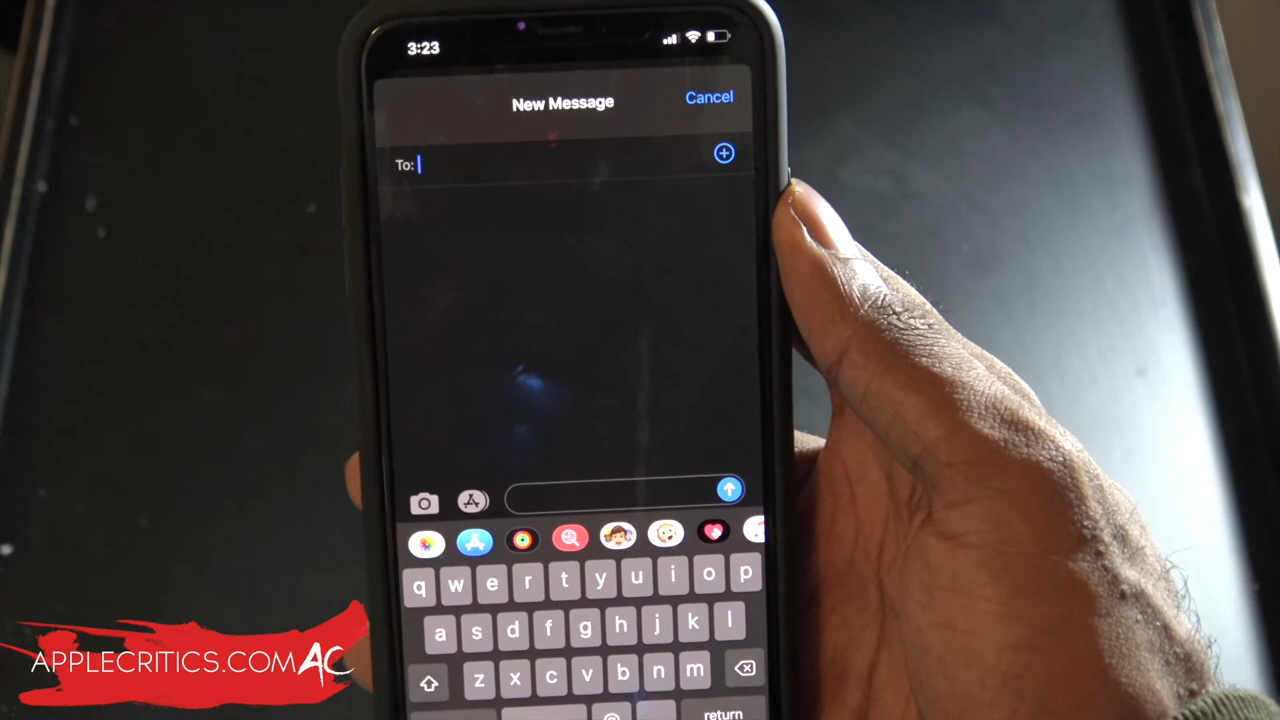 3:23
New Message
Cancel
To:
q w e r t y u i o p
a s d f g h j k l
z x c v b n m
@
return
APPLECRITICS.COM AC